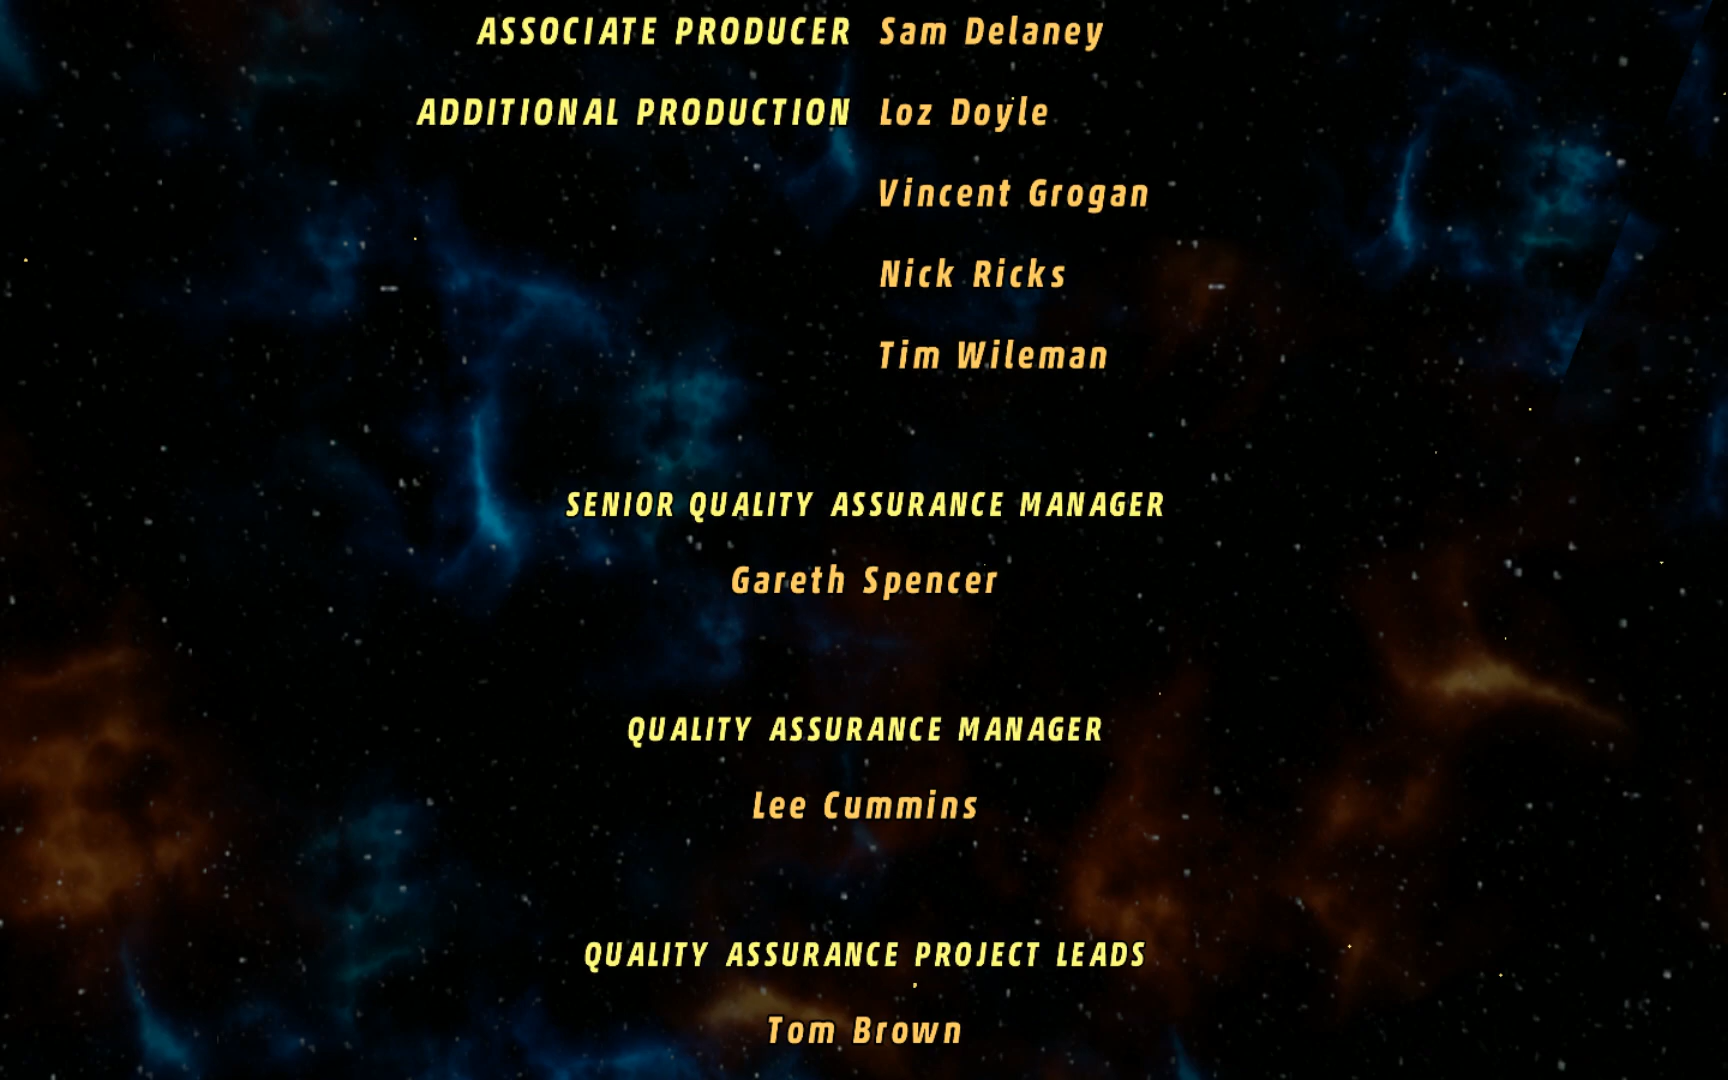 ASSOCIATE PRODUCER Sam Delaney
ADDITIONAL PRODUCTION Loz Doyle
Vincent Grogan
Nick Ricks
Tim Wileman
SENIOR QUALITY ASSURANCE MANAGER
Gareth Spencer
QUALITY ASSURANCE MANAGER
Lee Cummins
QUALITY ASSURANCE PROJECT LEADS
Tom Brown